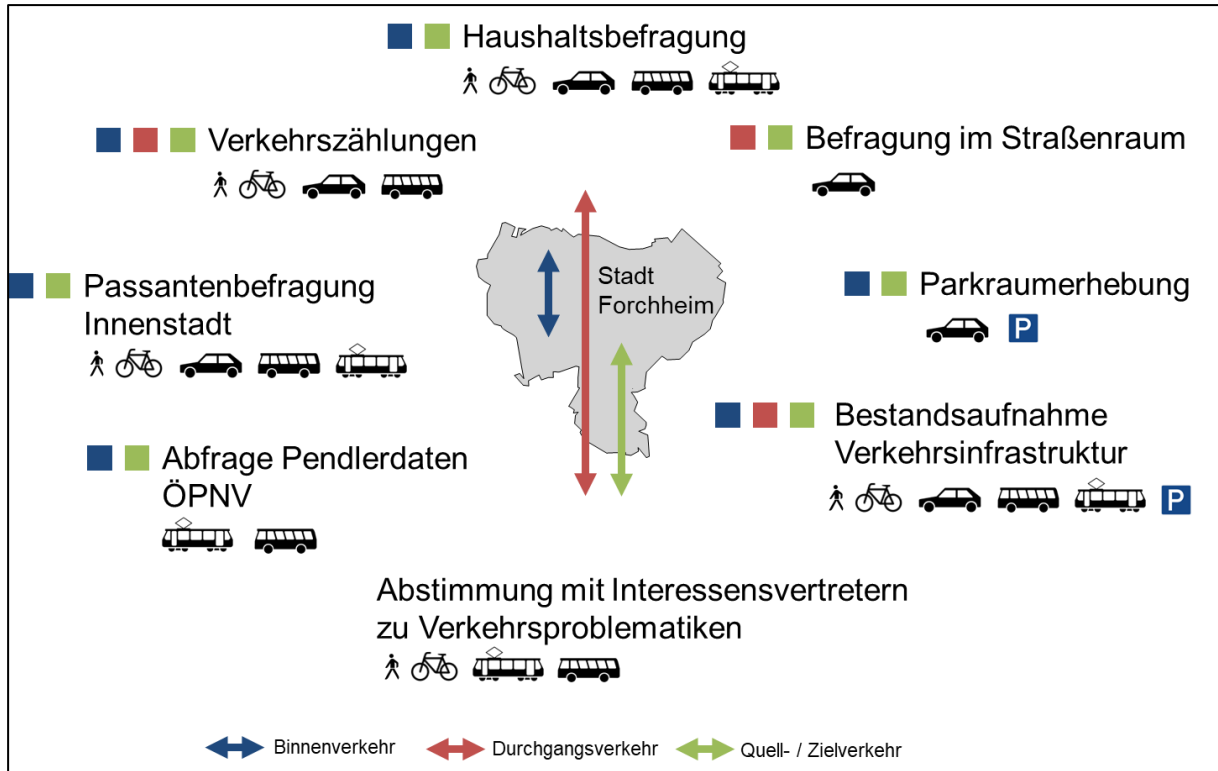 Haushaltsbefragung
Verkehrszählungen
Befragung im Straßenraum
Stadt
Forchheim
Passantenbefragung
Innenstadt
Parkraumerhebung
P
Bestandsaufnahme
Verkehrsinfrastruktur
P
Abfrage Pendlerdaten
ÖPNV
Abstimmung mit Interessensvertretern
zu Verkehrsproblematiken
Binnenverkehr
Durchgangsverkehr
Quell- / Zielverkehr